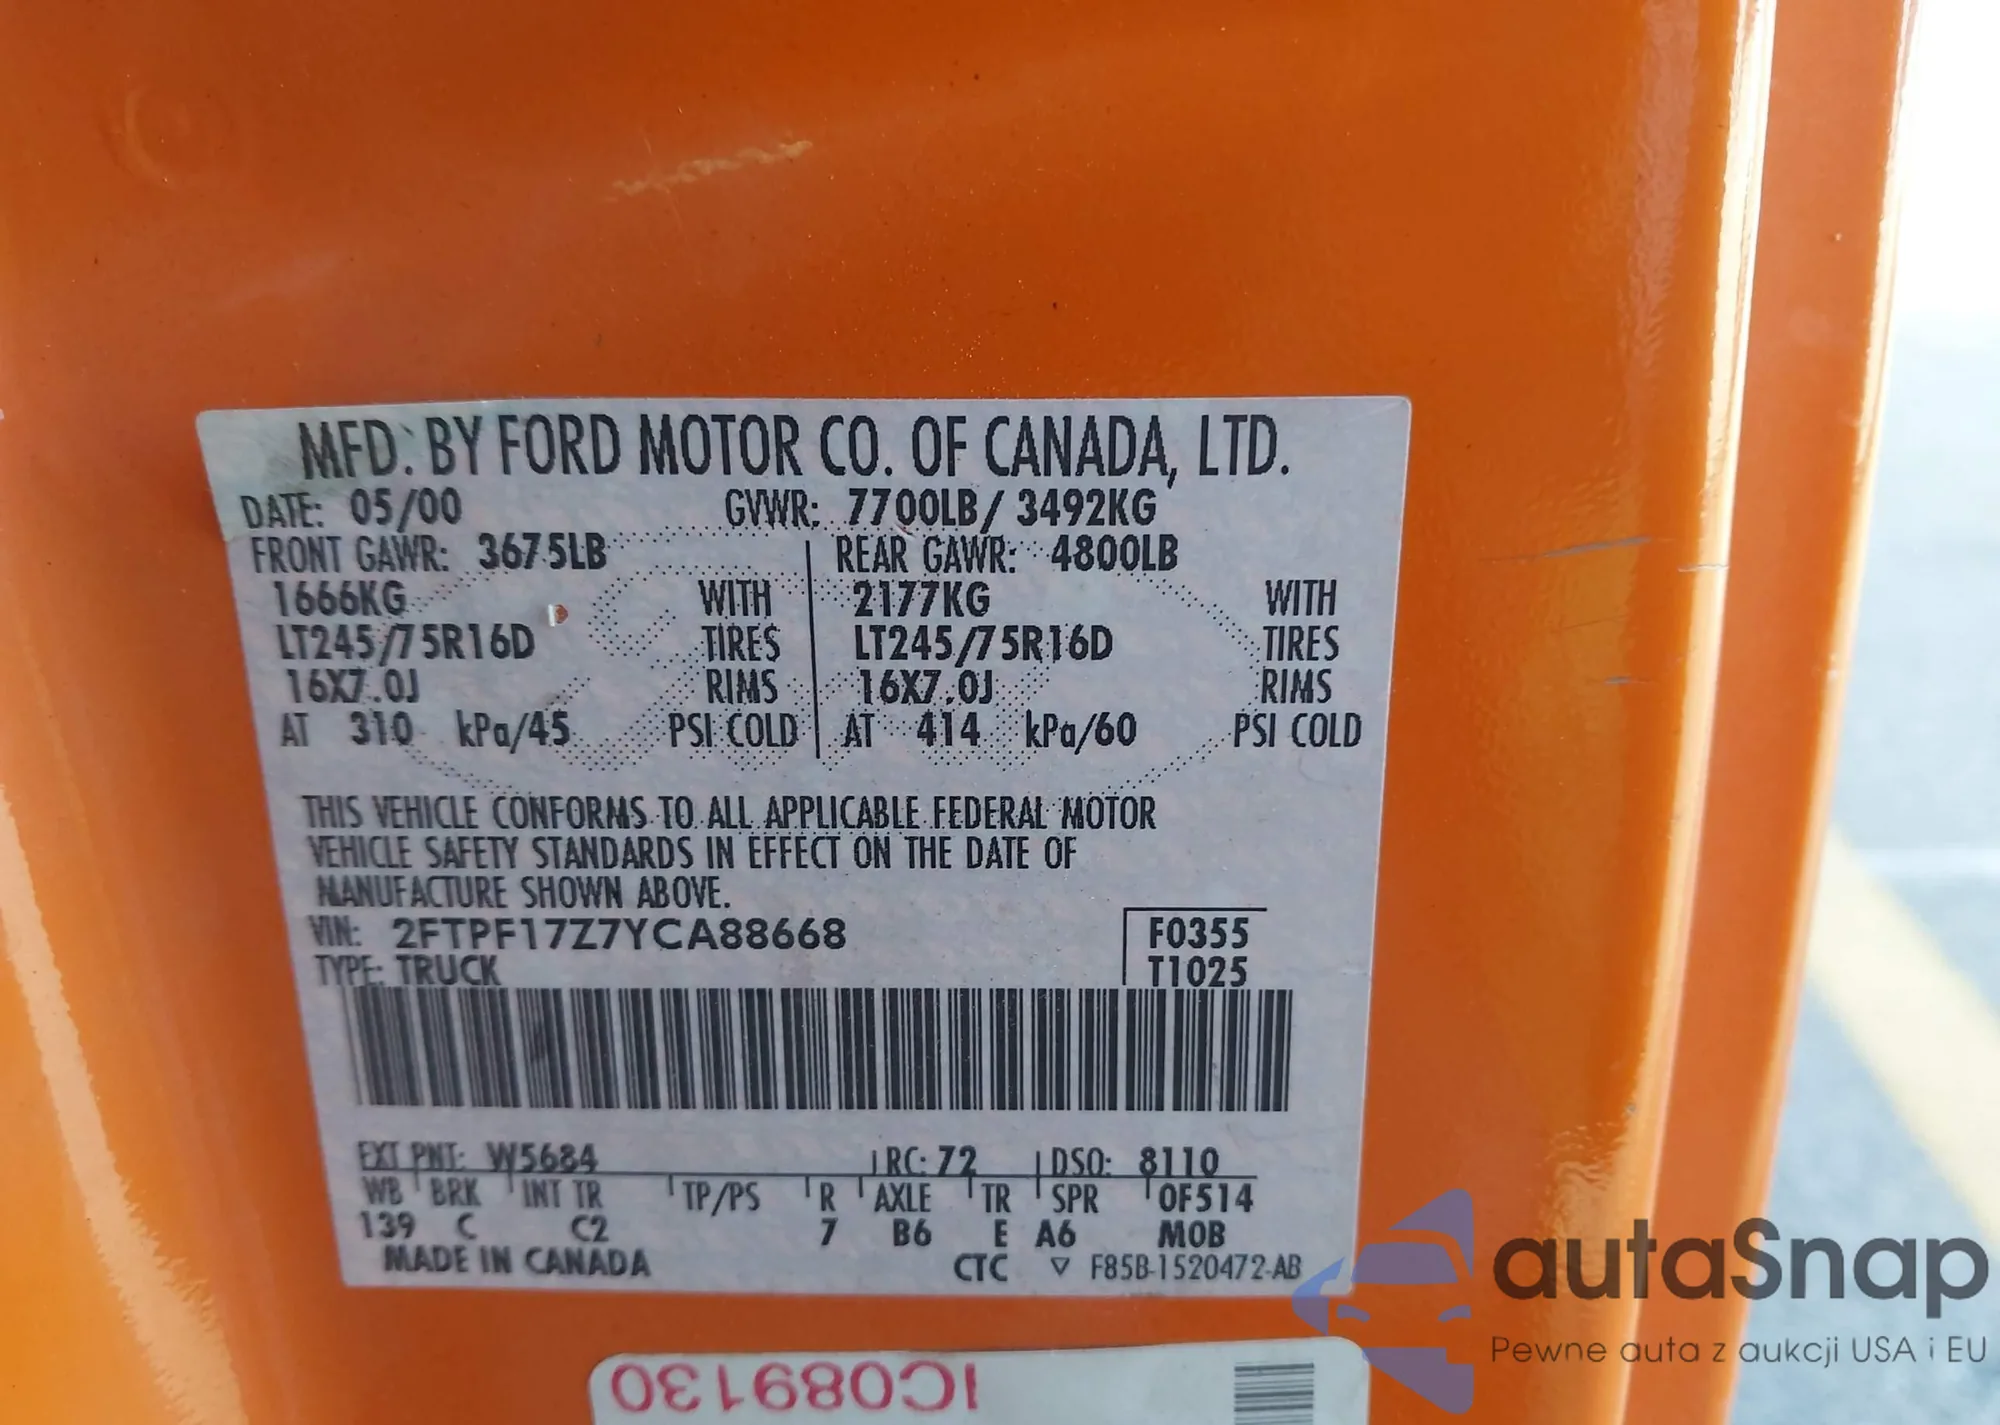 MFD. BY FORD MOTOR CO. OF CANADA, LTD.
DATE: 05/00 GVWR: 7700LB/ 3492KG
FRONT GAWR: 3675LB REAR GAWR: 4800LB
1666KG WITH 2177KG WITH
LT245/75R16D TIRES LT245/75R16D TIRES
16X7.0J RIMS 16X7.0J RIMS
AT 310 kPa/45 PSI COLD AT 414 kPa/60 PSI COLD
THIS VEHICLE CONFORMS TO ALL APPLICABLE FEDERAL MOTOR
VEHICLE SAFETY STANDARDS IN EFFECT ON THE DATE OF
MANUFACTURE SHOWN ABOVE.
VIN: 2FTPF17Z7YCA88668 F0355
TYPE: TRUCK T1025
EXT PNT: W5684 RC: 72 DSO: 8110
WB BRK INT TR TP/PS R AXLE TR SPR OF514
139 C C2 7 B6 E A6 MOB
MADE IN CANADA CTC ▽ F85B-1520472-AB
IC089130
autaSnap
Pewne auta z aukcji USA i EU